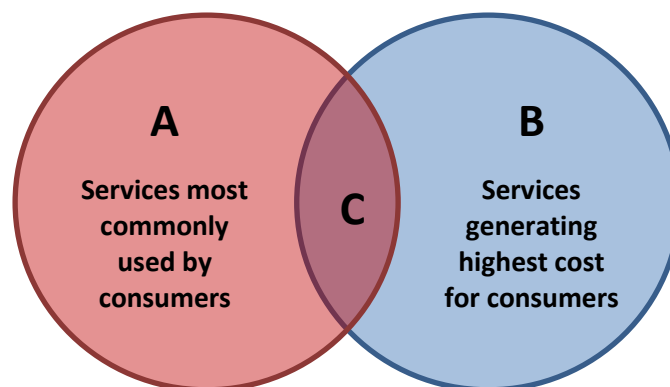 A
Services most
commonly
used by
consumers
C
B
Services
generating
highest cost
for consumers